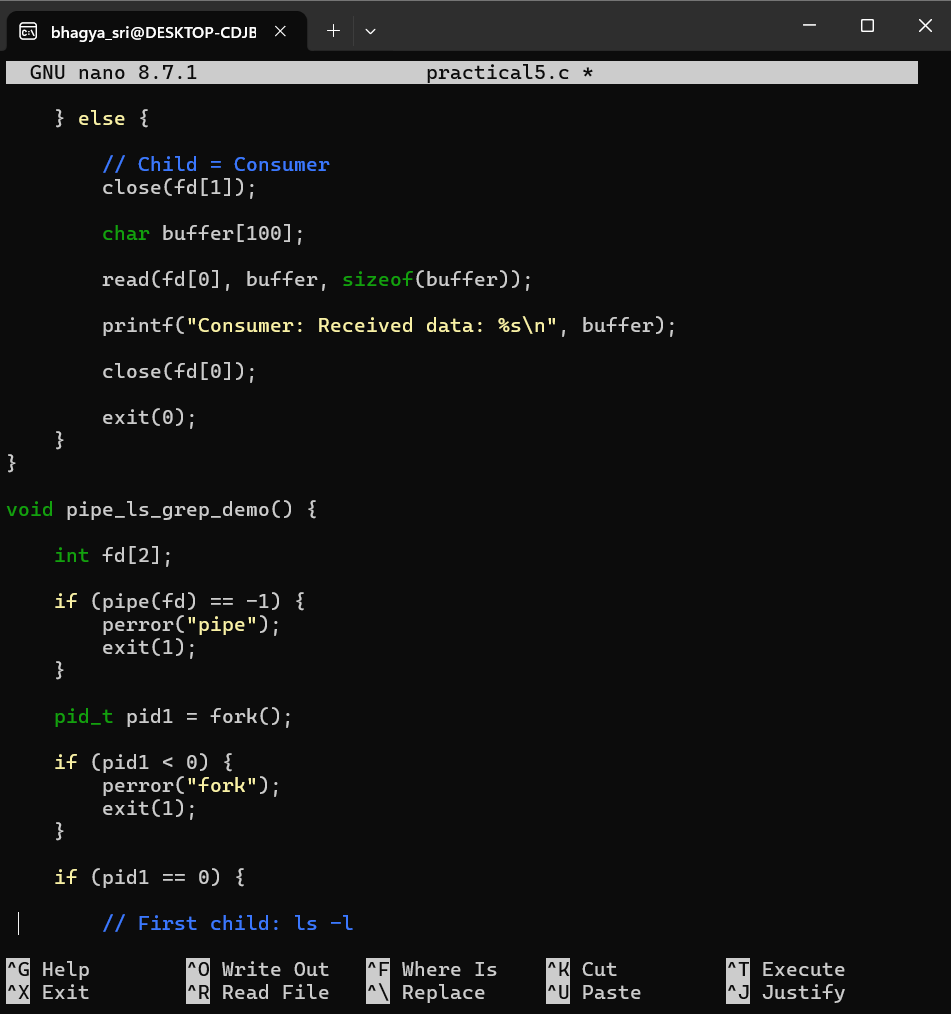 bhagya_sri@DESKTOP-CDJB
GNU nano 8.7.1 practical5.c *
} else {
// Child = Consumer
close(fd[1]);
char buffer[100];
read(fd[0], buffer, sizeof(buffer));
printf("Consumer: Received data: %s\n", buffer);
close(fd[0]);
exit(0);
}
}
void pipe_ls_grep_demo() {
int fd[2];
if (pipe(fd) == -1) {
perror("pipe");
exit(1);
}
pid_t pid1 = fork();
if (pid1 < 0) {
perror("fork");
exit(1);
}
if (pid1 == 0) {
// First child: ls -l
^G Help ^O Write Out ^F Where Is ^K Cut ^T Execute
^X Exit ^R Read File ^\ Replace ^U Paste ^J Justify